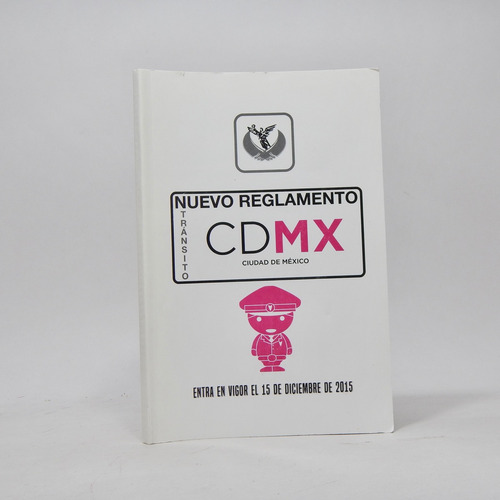 NUEVO REGLAMENTO
TRÁNSITO
CDMX
CIUDAD DE MÉXICO
ENTRA EN VIGOR EL 15 DE DICIEMBRE DE 2015